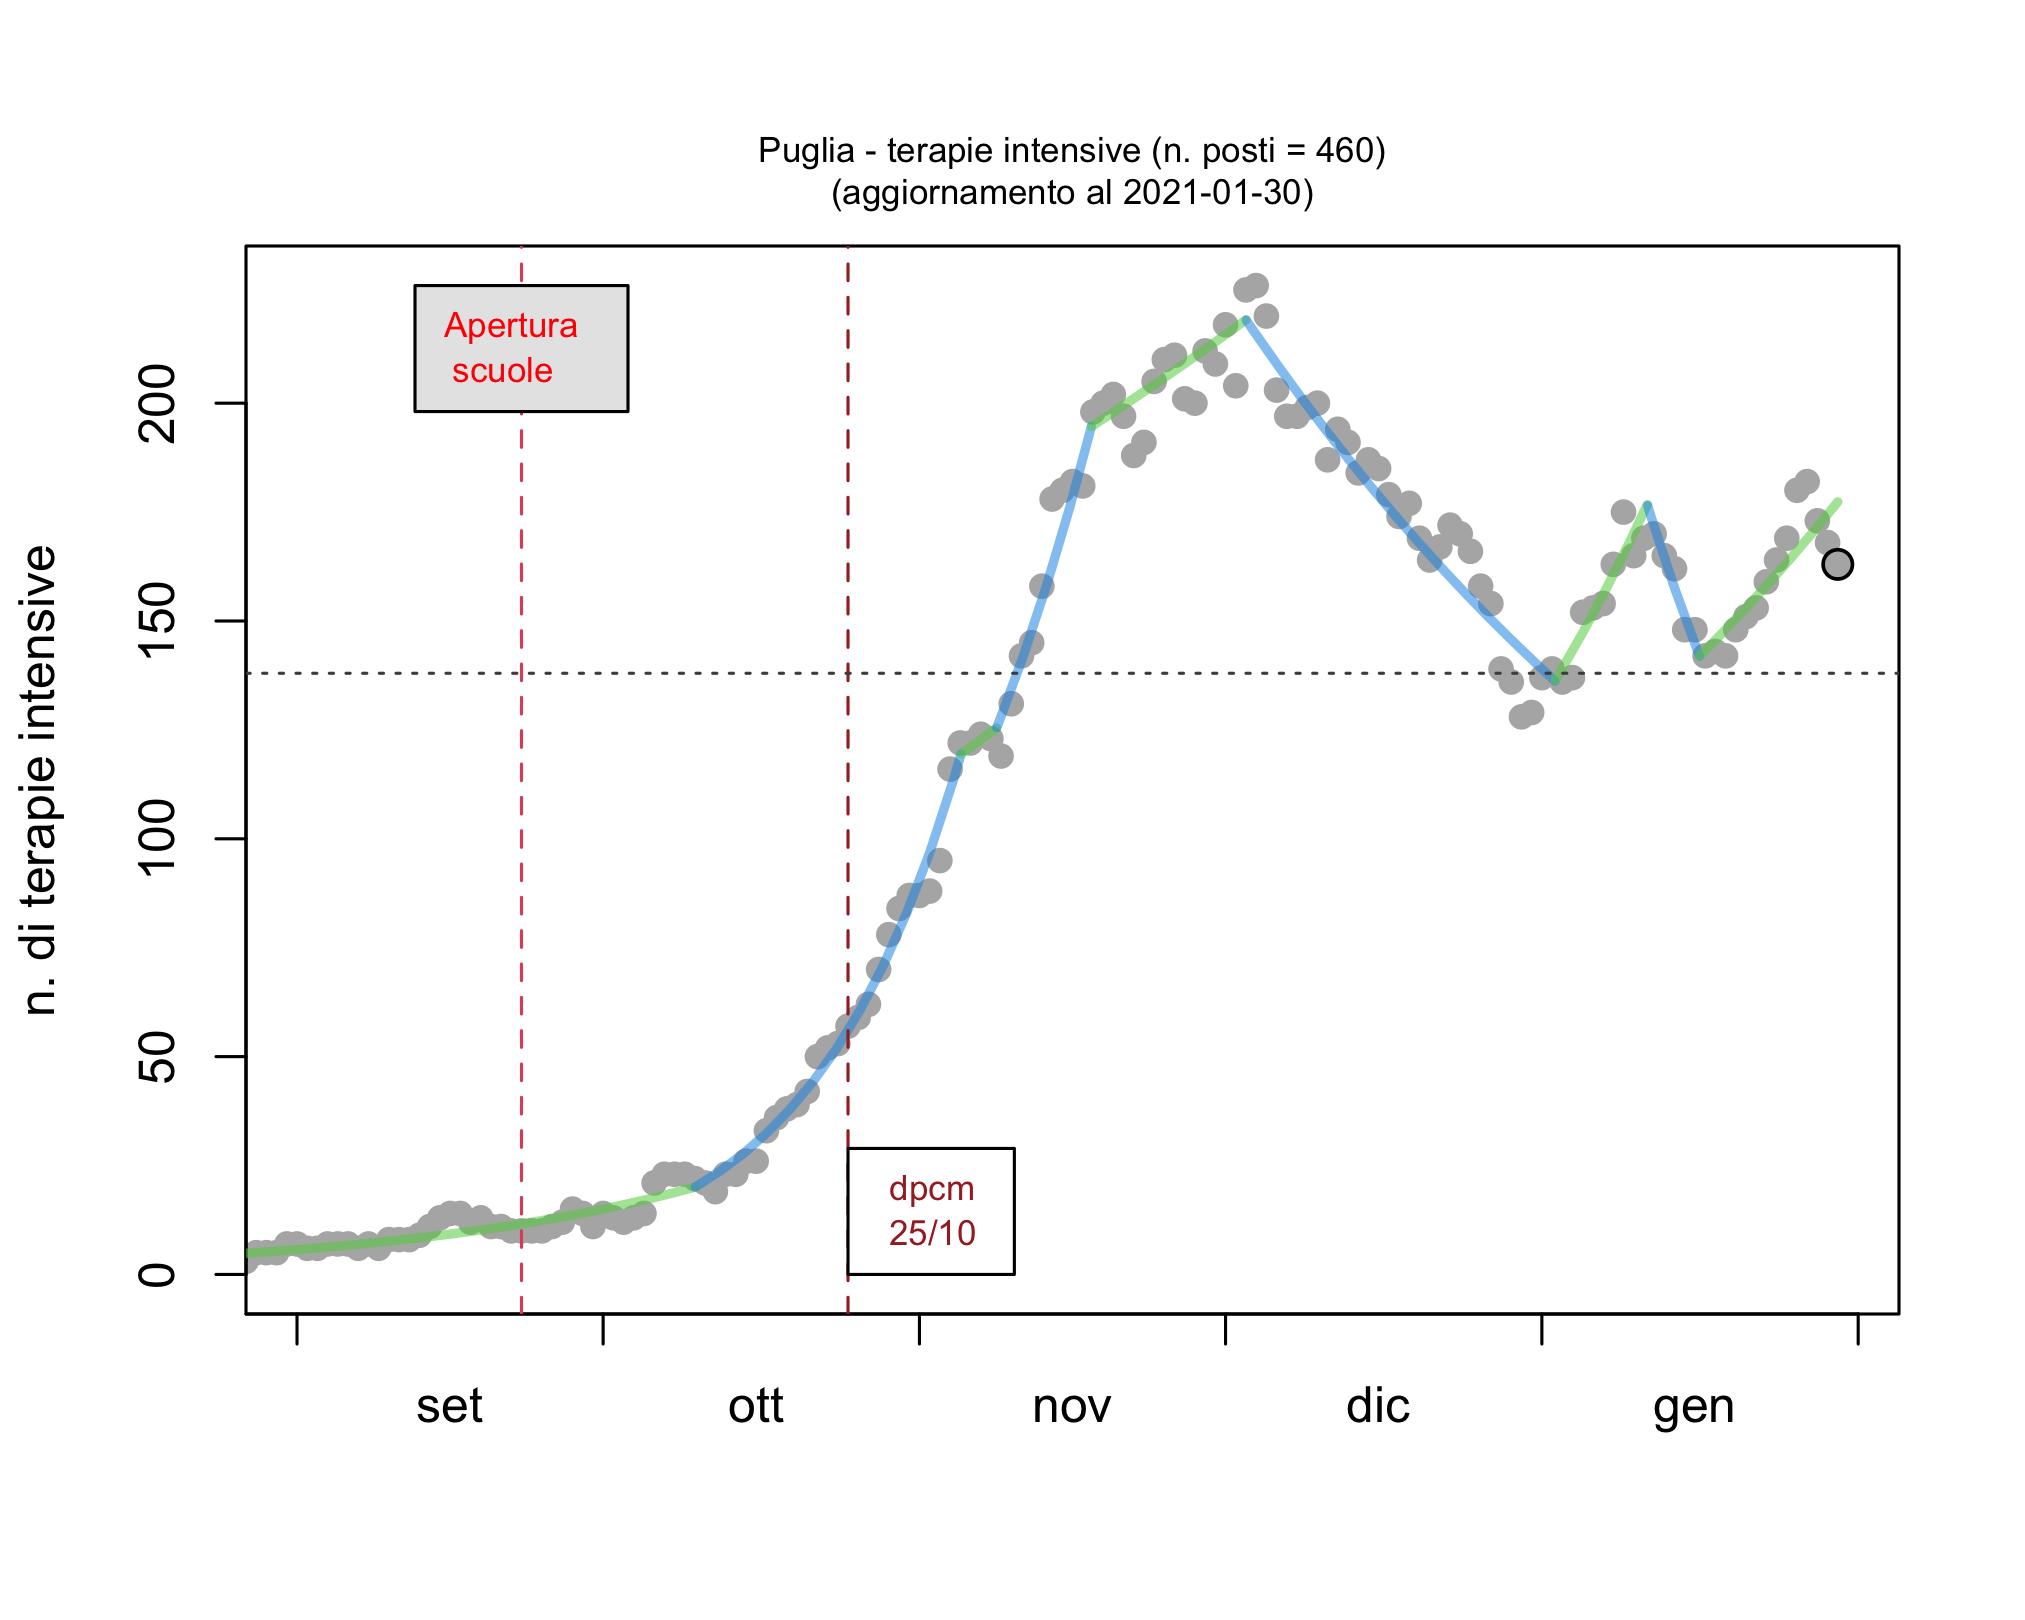 Puglia - terapie intensive (n. posti = 460)
(aggiornamento al 2021-01-30)
Apertura
scuole
n. di terapie intensive
200
150
100
50
0
dpcm
25/10
set
ott
nov
dic
gen